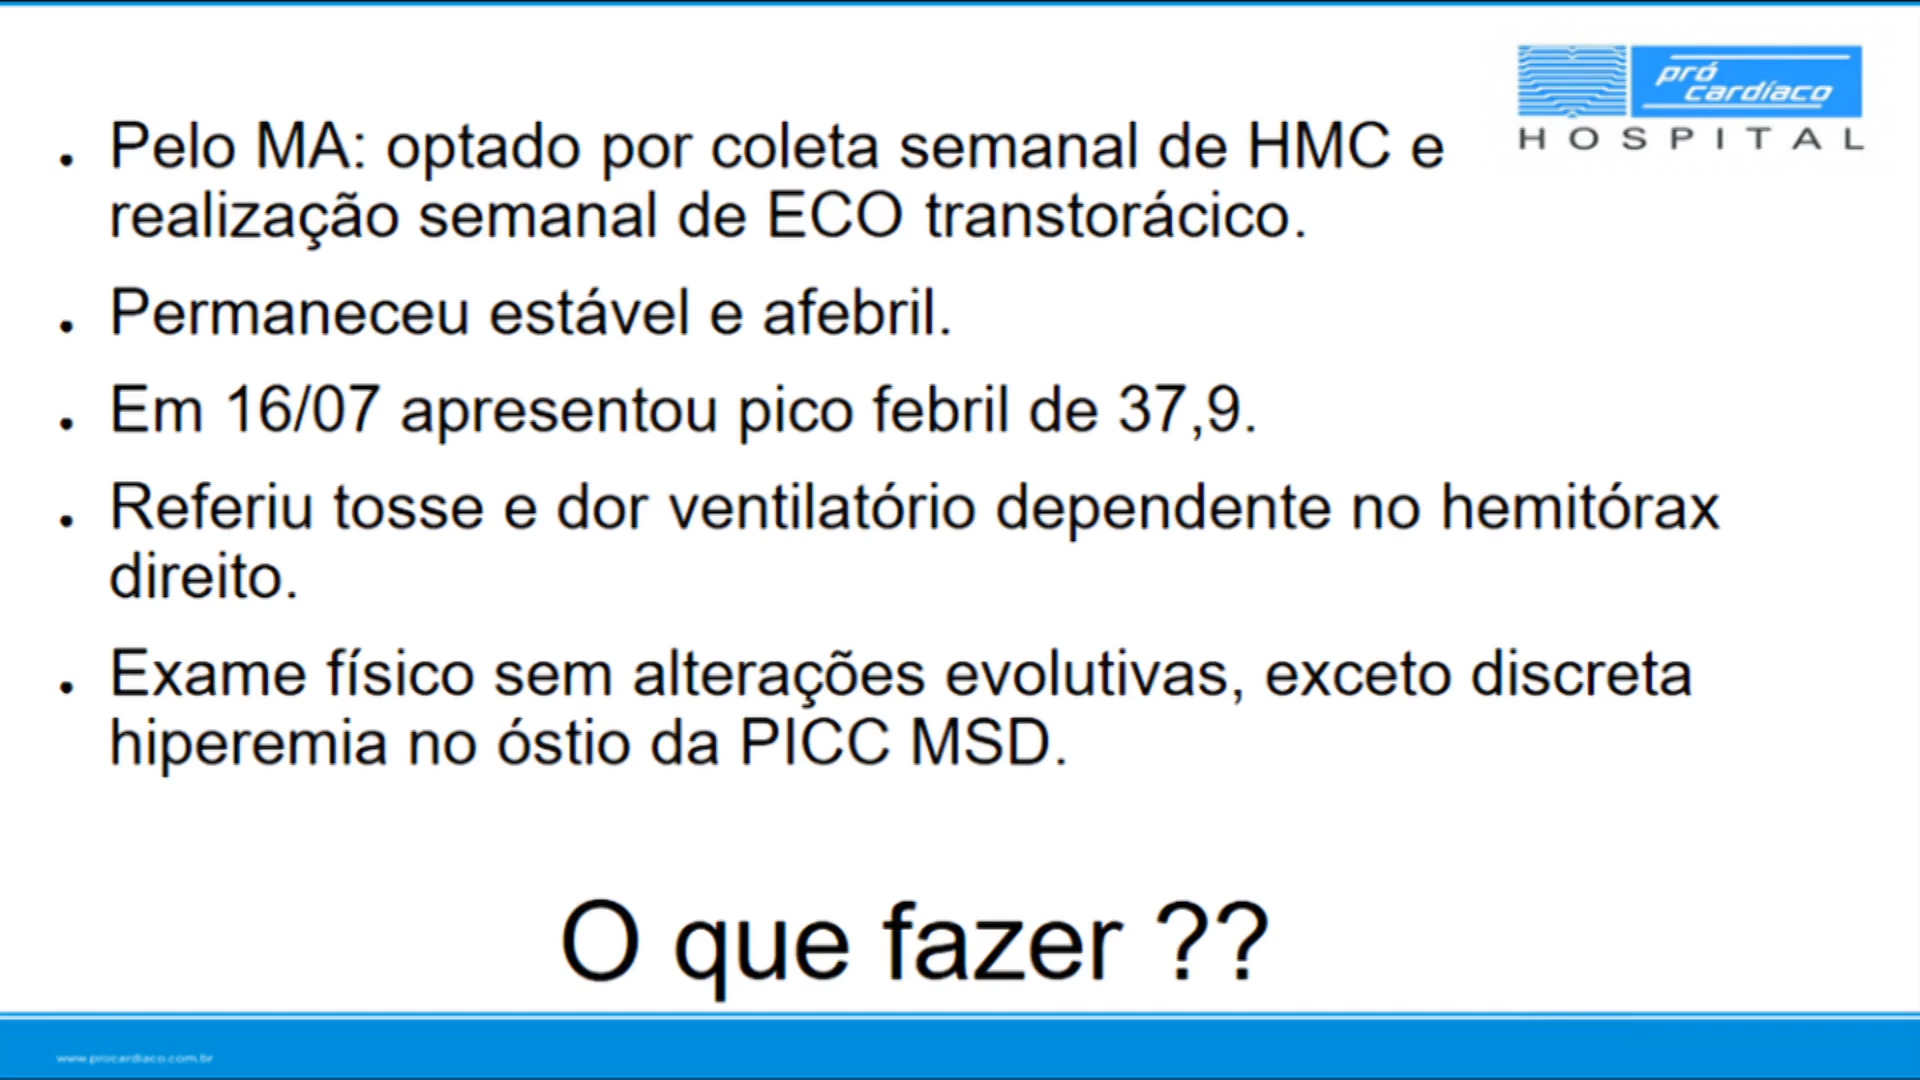 pró
cardíaco
HOSPITAL
• Pelo MA: optado por coleta semanal de HMC e
realização semanal de ECO transtorácico.
• Permaneceu estável e afebril.
• Em 16/07 apresentou pico febril de 37,9.
• Referiu tosse e dor ventilatório dependente no hemitórax
direito.
• Exame físico sem alterações evolutivas, exceto discreta
hiperemia no óstio da PICC MSD.
O que fazer ??
www.procardiaco.com.br